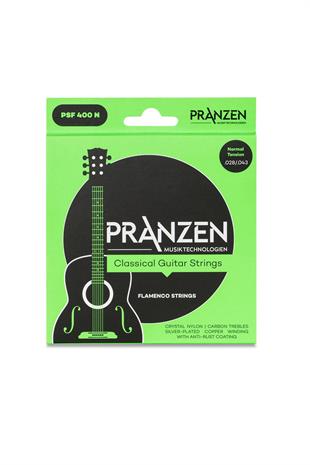 PSF 400 N
PRANZEN
MUSIKTECHNOLOGIEN
Normal
Tension
.028/.043
PRANZEN
MUSIKTECHNOLOGIEN
Classical Guitar Strings
FLAMENCO STRINGS
CRYSTAL NYLON | CARBON TREBLES
SILVER-PLATED COPPER WINDING
WITH ANTI-RUST COATING